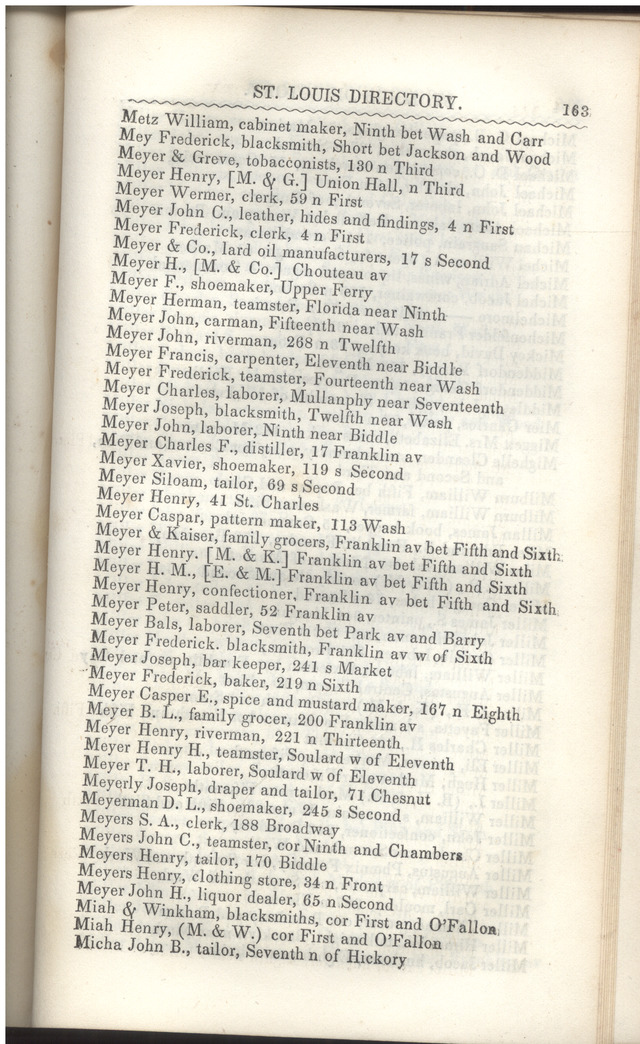 ST. LOUIS DIRECTORY. 163
Metz William, cabinet maker, Ninth bet Wash and Carr
Mey Frederick, blacksmith, Short bet Jackson and Wood
Meyer & Greve, tobacconists, 130 n Third
Meyer Henry, [M. & G.] Union Hall, n Third
Meyer Wermer, clerk, 59 n First
Meyer John C., leather, hides and findings, 4 n First
Meyer Frederick, clerk, 4 n First
Meyer & Co., lard oil manufacturers, 17 s Second
Meyer H., [M. & Co.] Chouteau av
Meyer F., shoemaker, Upper Ferry
Meyer Herman, teamster, Florida near Ninth
Meyer John, carman, Fifteenth near Wash
Meyer John, riverman, 268 n Twelfth
Meyer Francis, carpenter, Eleventh near Biddle
Meyer Frederick, teamster, Fourteenth near Wash
Meyer Charles, laborer, Mullanphy near Seventeenth
Meyer Joseph, blacksmith, Twelfth near Wash
Meyer John, laborer, Ninth near Biddle
Meyer Charles F., distiller, 17 Franklin av
Meyer Xavier, shoemaker, 119 s Second
Meyer Siloam, tailor, 69 s Second
Meyer Henry, 41 St. Charles
Meyer Caspar, pattern maker, 113 Wash
Meyer & Kaiser, family grocers, Franklin av bet Fifth and Sixth
Meyer Henry. [M. & K.] Franklin av bet Fifth and Sixth
Meyer H. M., [E. & M.] Franklin av bet Fifth and Sixth
Meyer Henry, confectioner, Franklin av bet Fifth and Sixth
Meyer Peter, saddler, 52 Franklin av
Meyer Bals, laborer, Seventh bet Park av and Barry
Meyer Frederick. blacksmith, Franklin av w of Sixth
Meyer Joseph, bar keeper, 241 s Market
Meyer Frederick, baker, 219 n Sixth
Meyer Casper E., spice and mustard maker, 167 n Eighth
Meyer B. L., family grocer, 200 Franklin av
Meyer Henry, riverman, 221 n Thirteenth
Meyer Henry H., teamster, Soulard w of Eleventh
Meyer T. H., laborer, Soulard w of Eleventh
Meyerly Joseph, draper and tailor, 71 Chesnut
Meyerman D. L., shoemaker, 245 s Second
Meyers S. A., clerk, 188 Broadway
Meyers John C., teamster, cor Ninth and Chambers
Meyers Henry, tailor, 170 Biddle
Meyers Henry, clothing store, 34 n Front
Meyer John H., liquor dealer, 65 n Second
Miah & Winkham, blacksmiths, cor First and O'Fallon
Miah Henry, (M. & W.) cor First and O'Fallon
Micha John B., tailor, Seventh n of Hickory